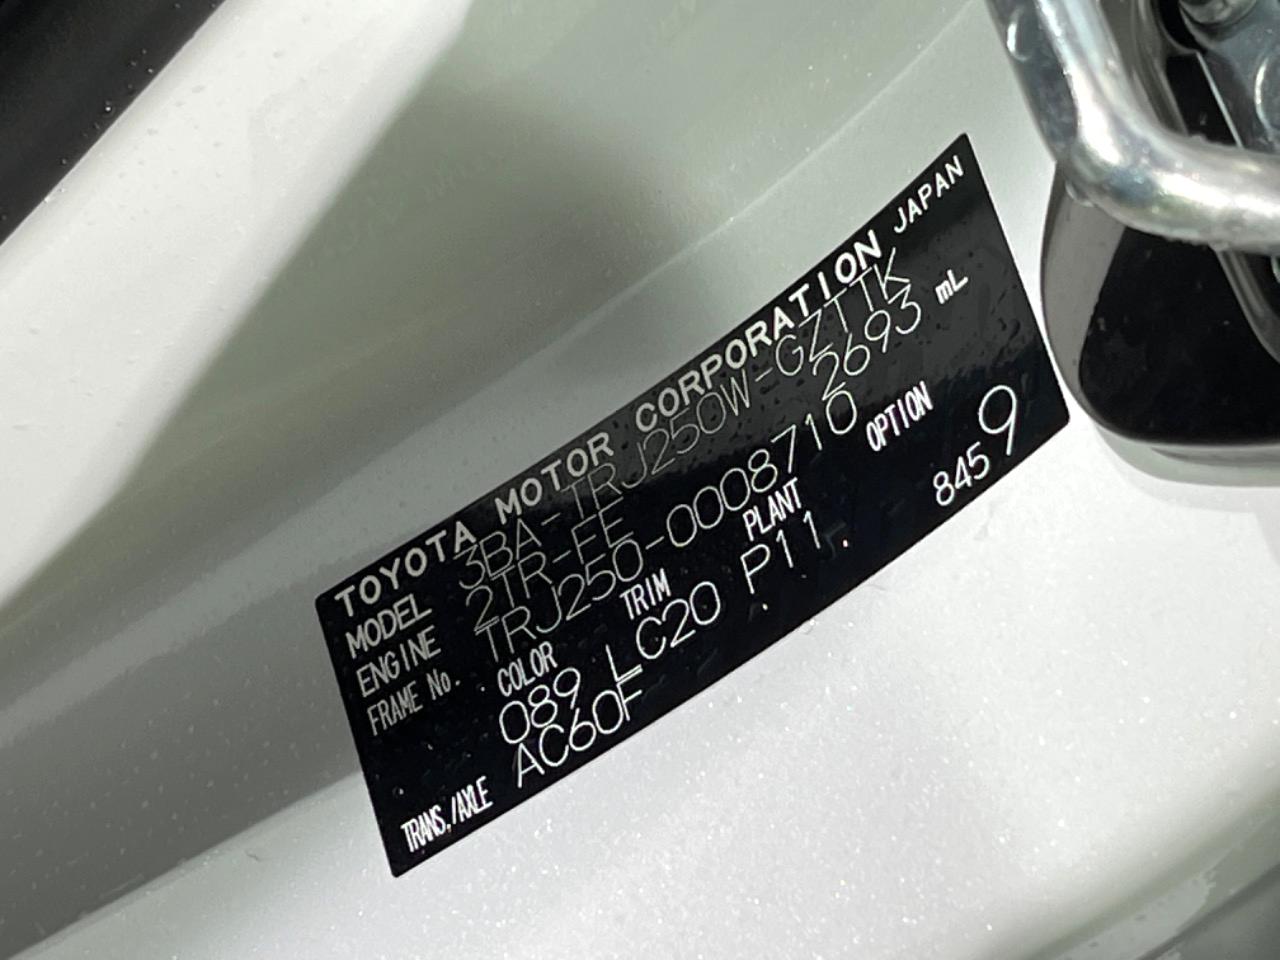 TOYOTA MOTOR CORPORATION JAPAN
MODEL 3BA-TRJ250W-GZTTK
ENGINE 2TR-FE 2693 mL
FRAME No. TRJ250-0008710
COLOR TRIM PLANT OPTION
089 LC20 P11 8459
TRANS./AXLE AC60F